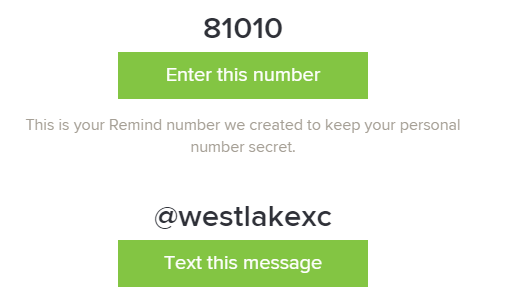 81010
Enter this number
This is your Remind number we created to keep your personal
number secret.
@westlakexc
Text this message